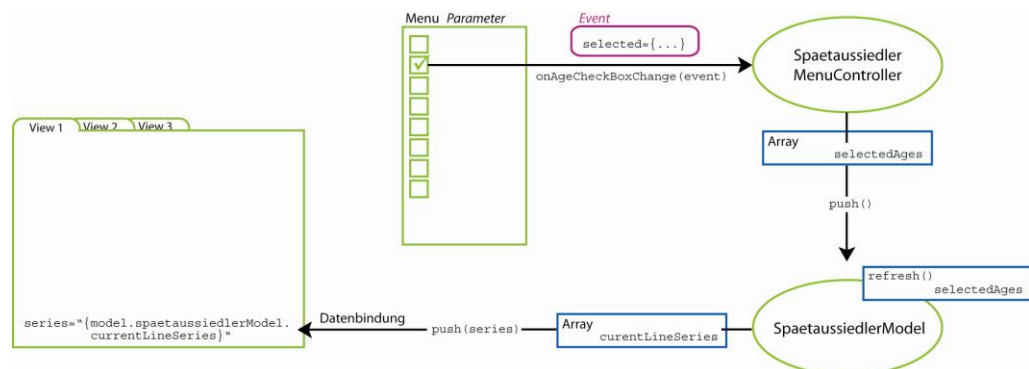 Menu Parameter
Event
selected={...}
onAgeCheckBoxChange(event)
Spaetaussiedler
MenuController
Array
selectedAges
push()
refresh()
selectedAges
SpaetaussiedlerModel
Array
curentLineSeries
push(series)
Datenbindung
View 1 View 2 View 3
series="{model.spaetaussiedlerModel.
currentLineSeries}"